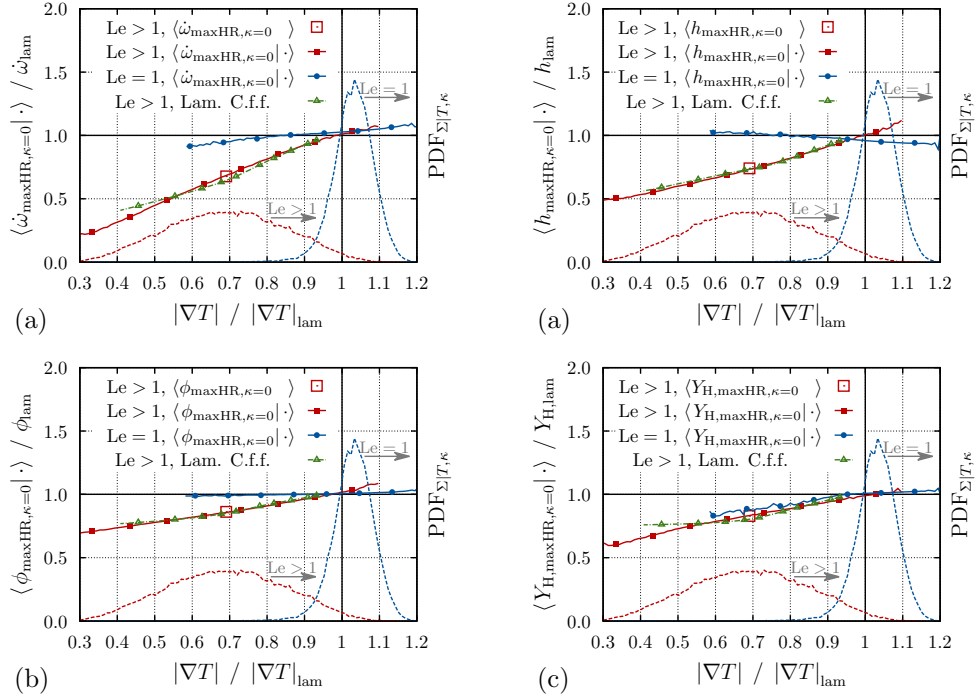 2.0
1.5
1.0
0.5
0.0
⟨ω̇maxHR,κ=0|·⟩ / ω̇lam
Le > 1, ⟨ω̇maxHR,κ=0 ⟩
Le > 1, ⟨ω̇maxHR,κ=0|·⟩
Le = 1, ⟨ω̇maxHR,κ=0|·⟩
Le > 1, Lam. C.f.f.
Le = 1
Le > 1
PDFΣ|T,κ
0.3 0.4 0.5 0.6 0.7 0.8 0.9 1 1.1 1.2
|∇T| / |∇T|lam
(a)
2.0
1.5
1.0
0.5
0.0
⟨hmaxHR,κ=0|·⟩ / hlam
Le > 1, ⟨hmaxHR,κ=0 ⟩
Le > 1, ⟨hmaxHR,κ=0|·⟩
Le = 1, ⟨hmaxHR,κ=0|·⟩
Le > 1, Lam. C.f.f.
Le = 1
Le > 1
PDFΣ|T,κ
0.3 0.4 0.5 0.6 0.7 0.8 0.9 1 1.1 1.2
|∇T| / |∇T|lam
(a)
2.0
1.5
1.0
0.5
0.0
⟨ϕmaxHR,κ=0|·⟩ / ϕlam
Le > 1, ⟨ϕmaxHR,κ=0 ⟩
Le > 1, ⟨ϕmaxHR,κ=0|·⟩
Le = 1, ⟨ϕmaxHR,κ=0|·⟩
Le > 1, Lam. C.f.f.
Le = 1
Le > 1
PDFΣ|T,κ
0.3 0.4 0.5 0.6 0.7 0.8 0.9 1 1.1 1.2
|∇T| / |∇T|lam
(b)
2.0
1.5
1.0
0.5
0.0
⟨YH,maxHR,κ=0|·⟩ / YH,lam
Le > 1, ⟨YH,maxHR,κ=0 ⟩
Le > 1, ⟨YH,maxHR,κ=0|·⟩
Le = 1, ⟨YH,maxHR,κ=0|·⟩
Le > 1, Lam. C.f.f.
Le = 1
Le > 1
PDFΣ|T,κ
0.3 0.4 0.5 0.6 0.7 0.8 0.9 1 1.1 1.2
|∇T| / |∇T|lam
(c)